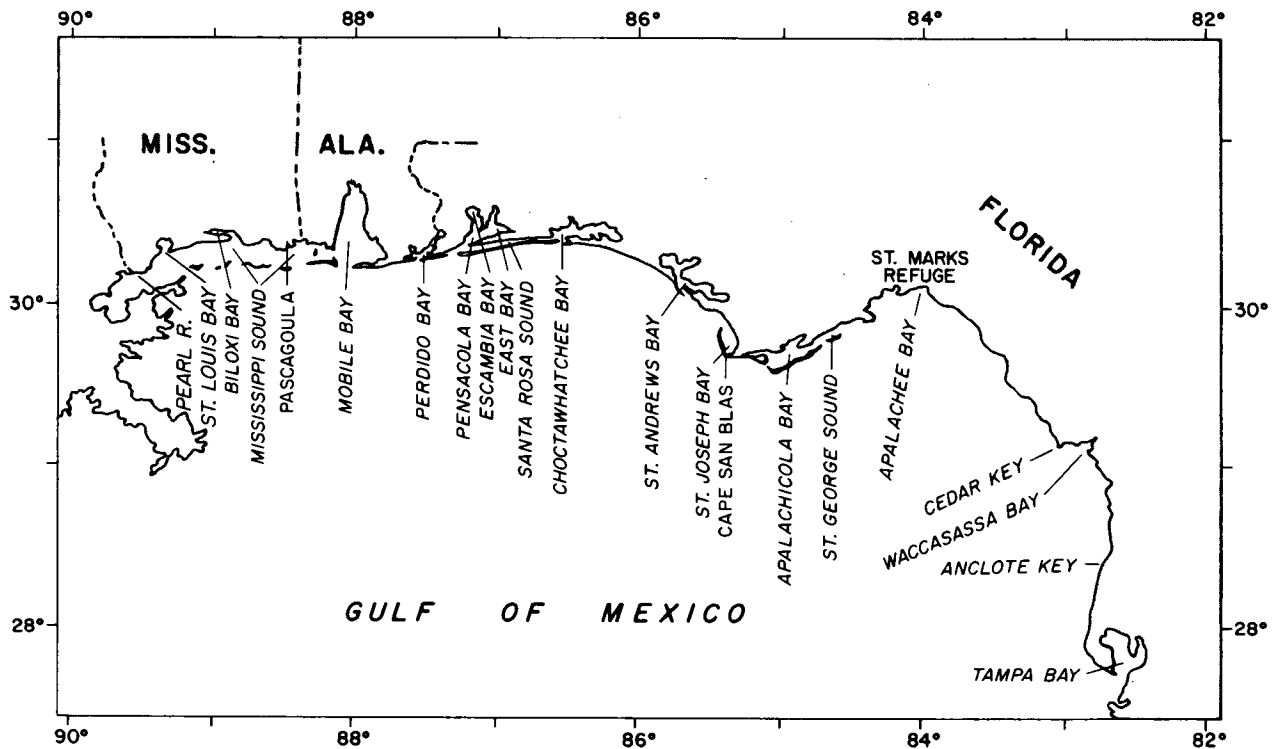 90° 88° 86° 84° 82°
MISS. ALA.
FLORIDA
ST. MARKS
REFUGE
30° 30°
PEARL R.
ST. LOUIS BAY
BILOXI BAY
MISSISSIPPI SOUND
PASCAGOULA
MOBILE BAY
PERDIDO BAY
PENSACOLA BAY
ESCAMBIA BAY
EAST BAY
SANTA ROSA SOUND
CHOCTAWHATCHEE BAY
ST. ANDREWS BAY
ST. JOSEPH BAY
CAPE SAN BLAS
APALACHICOLA BAY
ST. GEORGE SOUND
APALACHEE BAY
CEDAR KEY
WACCASASSA BAY
ANCLOTE KEY
GULF OF MEXICO
28° 28°
TAMPA BAY
90° 88° 86° 84° 82°